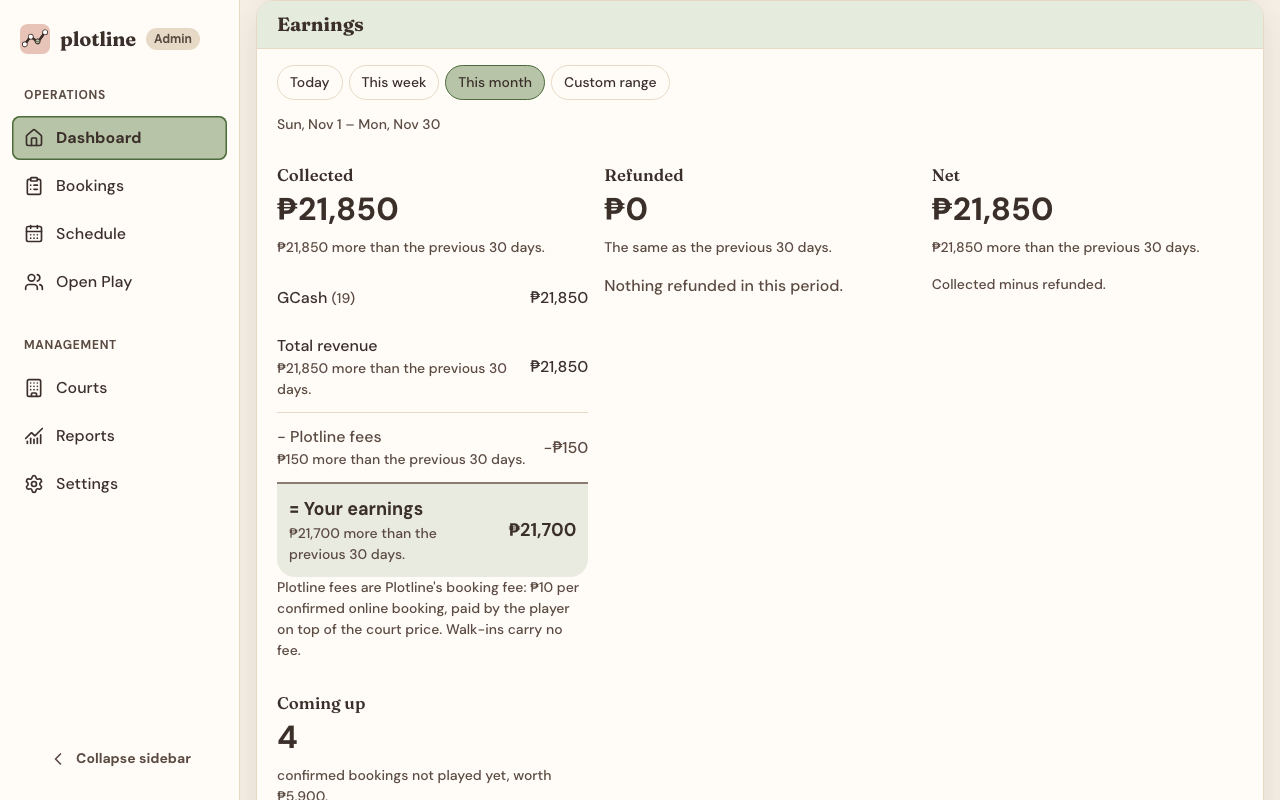 plotline Admin
OPERATIONS
Dashboard
Bookings
Schedule
Open Play
MANAGEMENT
Courts
Reports
Settings
Collapse sidebar
Earnings
Today This week This month Custom range
Sun, Nov 1 – Mon, Nov 30
Collected
₱21,850
₱21,850 more than the previous 30 days.
GCash (19) ₱21,850
Total revenue
₱21,850 more than the previous 30
days.
₱21,850
− Plotline fees
₱150 more than the previous 30 days.
−₱150
= Your earnings
₱21,700 more than the
previous 30 days.
₱21,700
Plotline fees are Plotline's booking fee: ₱10 per
confirmed online booking, paid by the player
on top of the court price. Walk-ins carry no
fee.
Refunded
₱0
The same as the previous 30 days.
Nothing refunded in this period.
Net
₱21,850
₱21,850 more than the previous 30 days.
Collected minus refunded.
Coming up
4
confirmed bookings not played yet, worth
₱5,900.